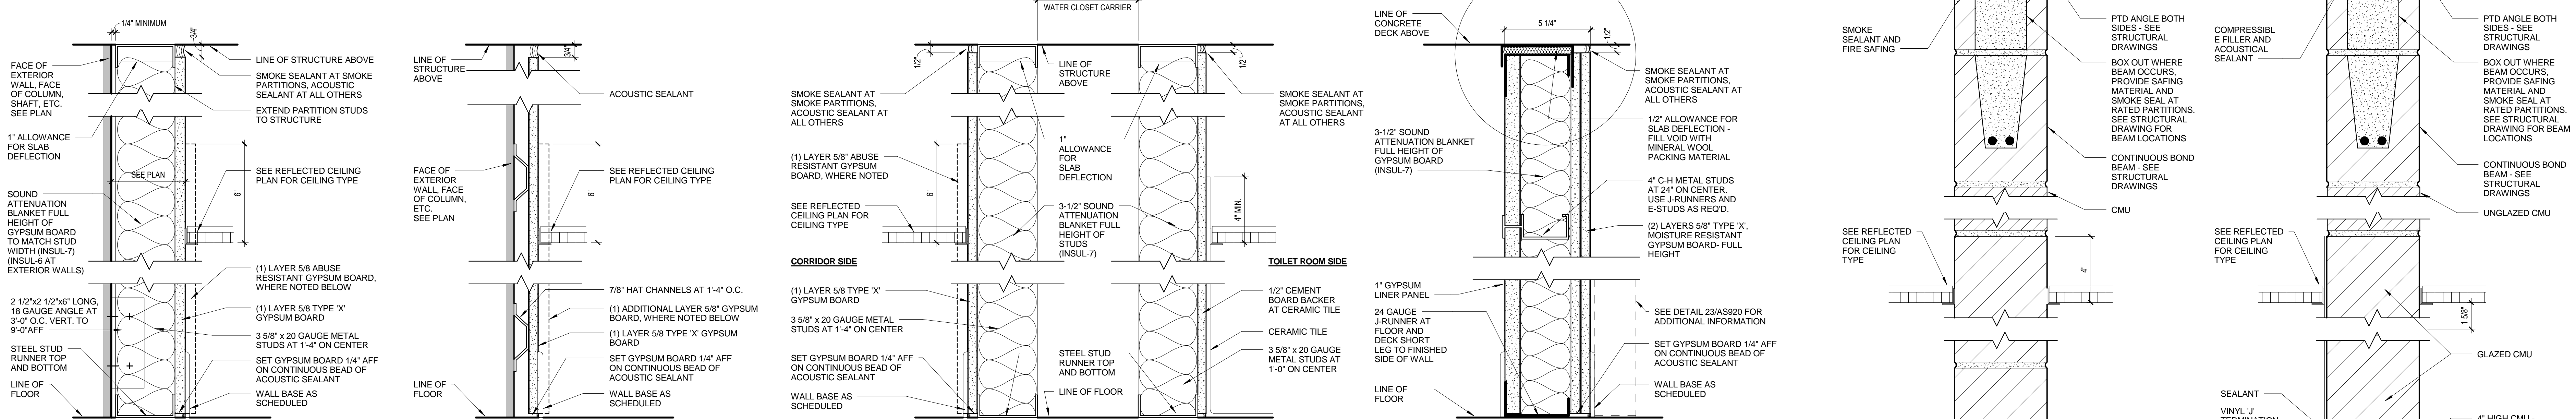 1/4" MINIMUM
3/4"
FACE OF
EXTERIOR
WALL, FACE
OF COLUMN,
SHAFT, ETC.
SEE PLAN
1" ALLOWANCE
FOR SLAB
DEFLECTION
SOUND
ATTENUATION
BLANKET FULL
HEIGHT OF
GYPSUM BOARD
TO MATCH STUD
WIDTH (INSUL-7)
(INSUL-6 AT
EXTERIOR WALLS)
2 1/2"x2 1/2"x6" LONG,
18 GAUGE ANGLE AT
3'-0" O.C. VERT. TO
9'-0"AFF
STEEL STUD
RUNNER TOP
AND BOTTOM
LINE OF
FLOOR
SEE PLAN
LINE OF STRUCTURE ABOVE
SMOKE SEALANT AT SMOKE
PARTITIONS, ACOUSTIC
SEALANT AT ALL OTHERS
EXTEND PARTITION STUDS
TO STRUCTURE
SEE REFLECTED CEILING
PLAN FOR CEILING TYPE
6"
(1) LAYER 5/8 ABUSE
RESISTANT GYPSUM BOARD,
WHERE NOTED BELOW
(1) LAYER 5/8 TYPE 'X'
GYPSUM BOARD
3 5/8" x 20 GAUGE METAL
STUDS AT 1'-4" ON CENTER
SET GYPSUM BOARD 1/4" AFF
ON CONTINUOUS BEAD OF
ACOUSTIC SEALANT
WALL BASE AS
SCHEDULED
LINE OF
STRUCTURE
ABOVE
3/4"
FACE OF
EXTERIOR
WALL, FACE
OF COLUMN,
ETC.
SEE PLAN
LINE OF
FLOOR
ACOUSTIC SEALANT
SEE REFLECTED CEILING
PLAN FOR CEILING TYPE
6"
7/8" HAT CHANNELS AT 1'-4" O.C.
(1) ADDITIONAL LAYER 5/8" GYPSUM
BOARD, WHERE NOTED BELOW
(1) LAYER 5/8 TYPE 'X' GYPSUM
BOARD
SET GYPSUM BOARD 1/4" AFF
ON CONTINUOUS BEAD OF
ACOUSTIC SEALANT
WALL BASE AS
SCHEDULED
WATER CLOSET CARRIER
1/2"
SMOKE SEALANT AT
SMOKE PARTITIONS,
ACOUSTIC SEALANT AT
ALL OTHERS
(1) LAYER 5/8" ABUSE
RESISTANT GYPSUM
BOARD, WHERE NOTED
6"
SEE REFLECTED
CEILING PLAN FOR
CEILING TYPE
CORRIDOR SIDE
(1) LAYER 5/8 TYPE 'X'
GYPSUM BOARD
3 5/8" x 20 GAUGE METAL
STUDS AT 1'-4" ON CENTER
SET GYPSUM BOARD 1/4" AFF
ON CONTINUOUS BEAD OF
ACOUSTIC SEALANT
WALL BASE AS
SCHEDULED
LINE OF
STRUCTURE
ABOVE
1"
ALLOWANCE
FOR
SLAB
DEFLECTION
3-1/2" SOUND
ATTENUATION
BLANKET FULL
HEIGHT OF
STUDS
(INSUL-7)
STEEL STUD
RUNNER TOP
AND BOTTOM
LINE OF FLOOR
1/2"
SMOKE SEALANT AT
SMOKE PARTITIONS,
ACOUSTIC SEALANT
AT ALL OTHERS
4" MIN.
TOILET ROOM SIDE
1/2" CEMENT
BOARD BACKER
AT CERAMIC TILE
CERAMIC TILE
3 5/8" x 20 GAUGE
METAL STUDS AT
1'-0" ON CENTER
LINE OF
CONCRETE
DECK ABOVE
5 1/4"
1/2"
3-1/2" SOUND
ATTENUATION BLANKET
FULL HEIGHT OF
GYPSUM BOARD
(INSUL-7)
1" GYPSUM
LINER PANEL
24 GAUGE
J-RUNNER AT
FLOOR AND
DECK SHORT
LEG TO FINISHED
SIDE OF WALL
LINE OF
FLOOR
SMOKE SEALANT AT
SMOKE PARTITIONS,
ACOUSTIC SEALANT AT
ALL OTHERS
1/2" ALLOWANCE FOR
SLAB DEFLECTION -
FILL VOID WITH
MINERAL WOOL
PACKING MATERIAL
4" C-H METAL STUDS
AT 24" ON CENTER.
USE J-RUNNERS AND
E-STUDS AS REQ'D.
(2) LAYERS 5/8" TYPE 'X',
MOISTURE RESISTANT
GYPSUM BOARD- FULL
HEIGHT
SEE DETAIL 23/AS920 FOR
ADDITIONAL INFORMATION
SET GYPSUM BOARD 1/4" AFF
ON CONTINUOUS BEAD OF
ACOUSTIC SEALANT
WALL BASE AS
SCHEDULED
SMOKE
SEALANT AND
FIRE SAFING
SEE REFLECTED
CEILING PLAN
FOR CEILING
TYPE
PTD ANGLE BOTH
SIDES - SEE
STRUCTURAL
DRAWINGS
BOX OUT WHERE
BEAM OCCURS,
PROVIDE SAFING
MATERIAL AND
SMOKE SEAL AT
RATED PARTITIONS.
SEE STRUCTURAL
DRAWING FOR
BEAM LOCATIONS
CONTINUOUS BOND
BEAM - SEE
STRUCTURAL
DRAWINGS
CMU
4"
COMPRESSIBL
E FILLER AND
ACOUSTICAL
SEALANT
SEE REFLECTED
CEILING PLAN
FOR CEILING
TYPE
SEALANT
VINYL 'J'
PTD ANGLE BOTH
SIDES - SEE
STRUCTURAL
DRAWINGS
BOX OUT WHERE
BEAM OCCURS,
PROVIDE SAFING
MATERIAL AND
SMOKE SEAL AT
RATED PARTITIONS.
SEE STRUCTURAL
DRAWING FOR BEAM
LOCATIONS
CONTINUOUS BOND
BEAM - SEE
STRUCTURAL
DRAWINGS
UNGLAZED CMU
1 5/8"
GLAZED CMU
4" HIGH CMU -